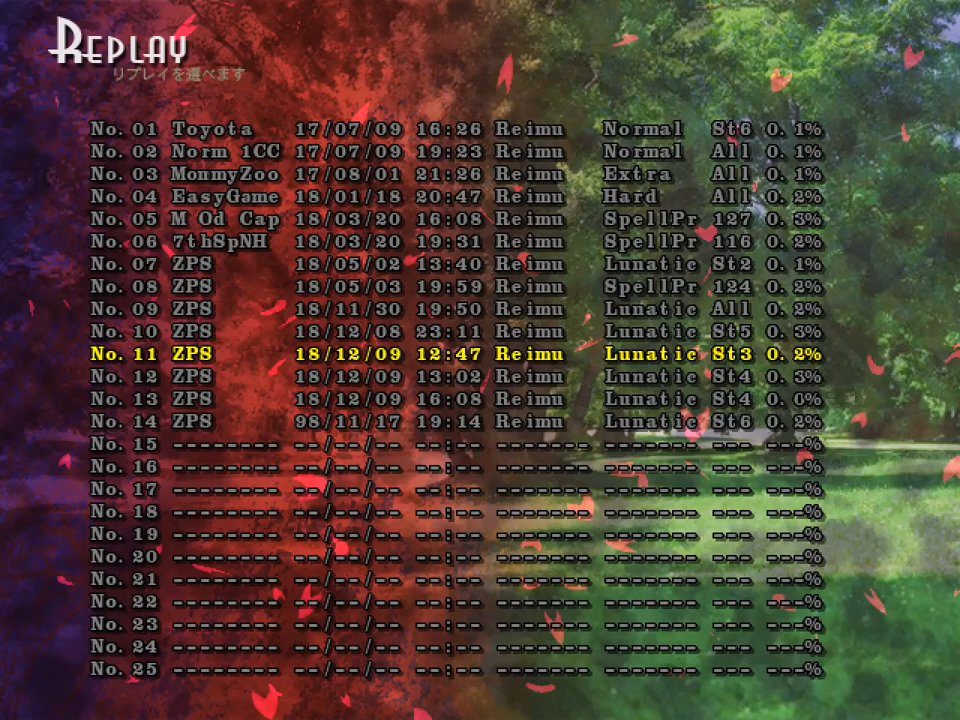 REPLAY
リプレイを選べます
No. 01 Toyota 17/07/09 16:26 Reimu Normal St6 0.1%
No. 02 Norm 1CC 17/07/09 19:23 Reimu Normal All 0.1%
No. 03 MommyZoo 17/08/01 21:26 Reimu Extra All 0.1%
No. 04 EasyGame 18/01/18 20:47 Reimu Hard All 0.2%
No. 05 M Od Cap 18/03/20 16:08 Reimu SpellPr 127 0.3%
No. 06 7thSpNH 18/03/20 19:31 Reimu SpellPr 116 0.2%
No. 07 ZPS 18/05/02 13:40 Reimu Lunatic St2 0.1%
No. 08 ZPS 18/05/03 19:59 Reimu SpellPr 124 0.2%
No. 09 ZPS 18/11/30 19:50 Reimu Lunatic All 0.2%
No. 10 ZPS 18/12/08 23:11 Reimu Lunatic St5 0.3%
No. 11 ZPS 18/12/09 12:47 Reimu Lunatic St3 0.2%
No. 12 ZPS 18/12/09 13:02 Reimu Lunatic St4 0.3%
No. 13 ZPS 18/12/09 16:08 Reimu Lunatic St4 0.0%
No. 14 ZPS 98/11/17 19:14 Reimu Lunatic St6 0.2%
No. 15 -------- --/--/-- --:-- ------- ------- --- ---%
No. 16 -------- --/--/-- --:-- ------- ------- --- ---%
No. 17 -------- --/--/-- --:-- ------- ------- --- ---%
No. 18 -------- --/--/-- --:-- ------- ------- --- ---%
No. 19 -------- --/--/-- --:-- ------- ------- --- ---%
No. 20 -------- --/--/-- --:-- ------- ------- --- ---%
No. 21 -------- --/--/-- --:-- ------- ------- --- ---%
No. 22 -------- --/--/-- --:-- ------- ------- --- ---%
No. 23 -------- --/--/-- --:-- ------- ------- --- ---%
No. 24 -------- --/--/-- --:-- ------- ------- --- ---%
No. 25 -------- --/--/-- --:-- ------- ------- --- ---%